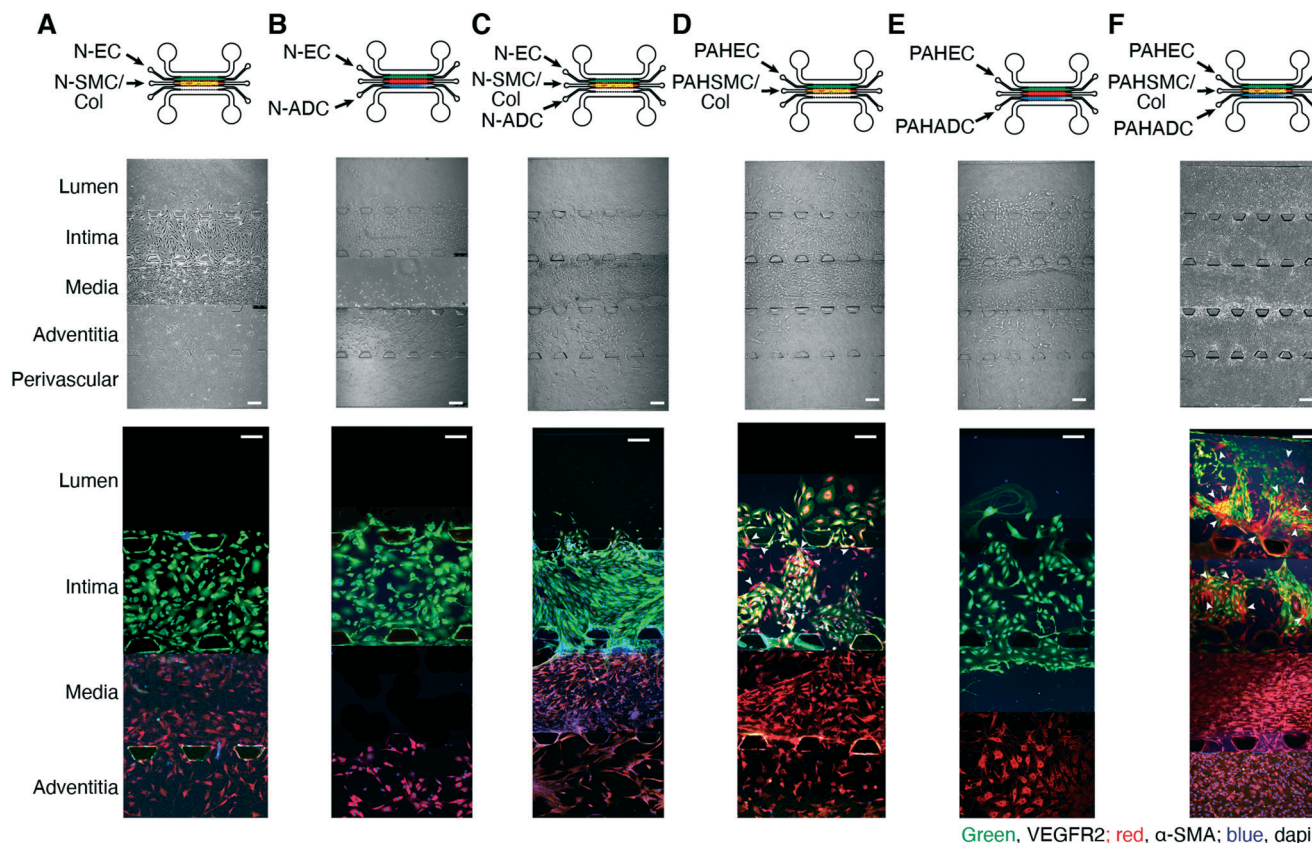 A
N-EC
N-SMC/
Col
B
N-EC
N-ADC
C
N-EC
N-SMC/
Col
N-ADC
D
PAHEC
PAHSMC/
Col
E
PAHEC
PAHADC
F
PAHEC
PAHSMC/
Col
PAHADC
Lumen
Intima
Media
Adventitia
Perivascular
Lumen
Intima
Media
Adventitia
Green, VEGFR2; red, α-SMA; blue, dapi